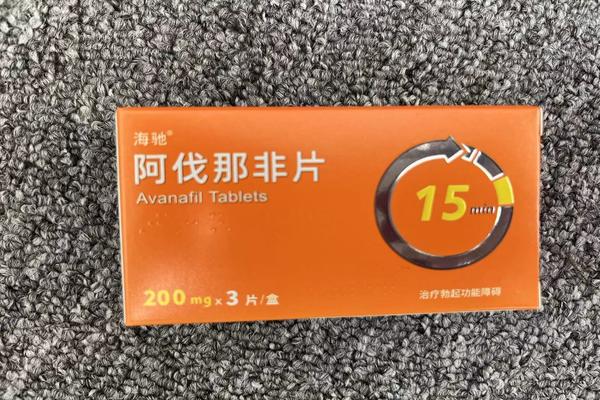 海驰®
阿伐那非片
Avanafil Tablets
15 min
200 mg x 3 片/盒
治疗勃起功能障碍